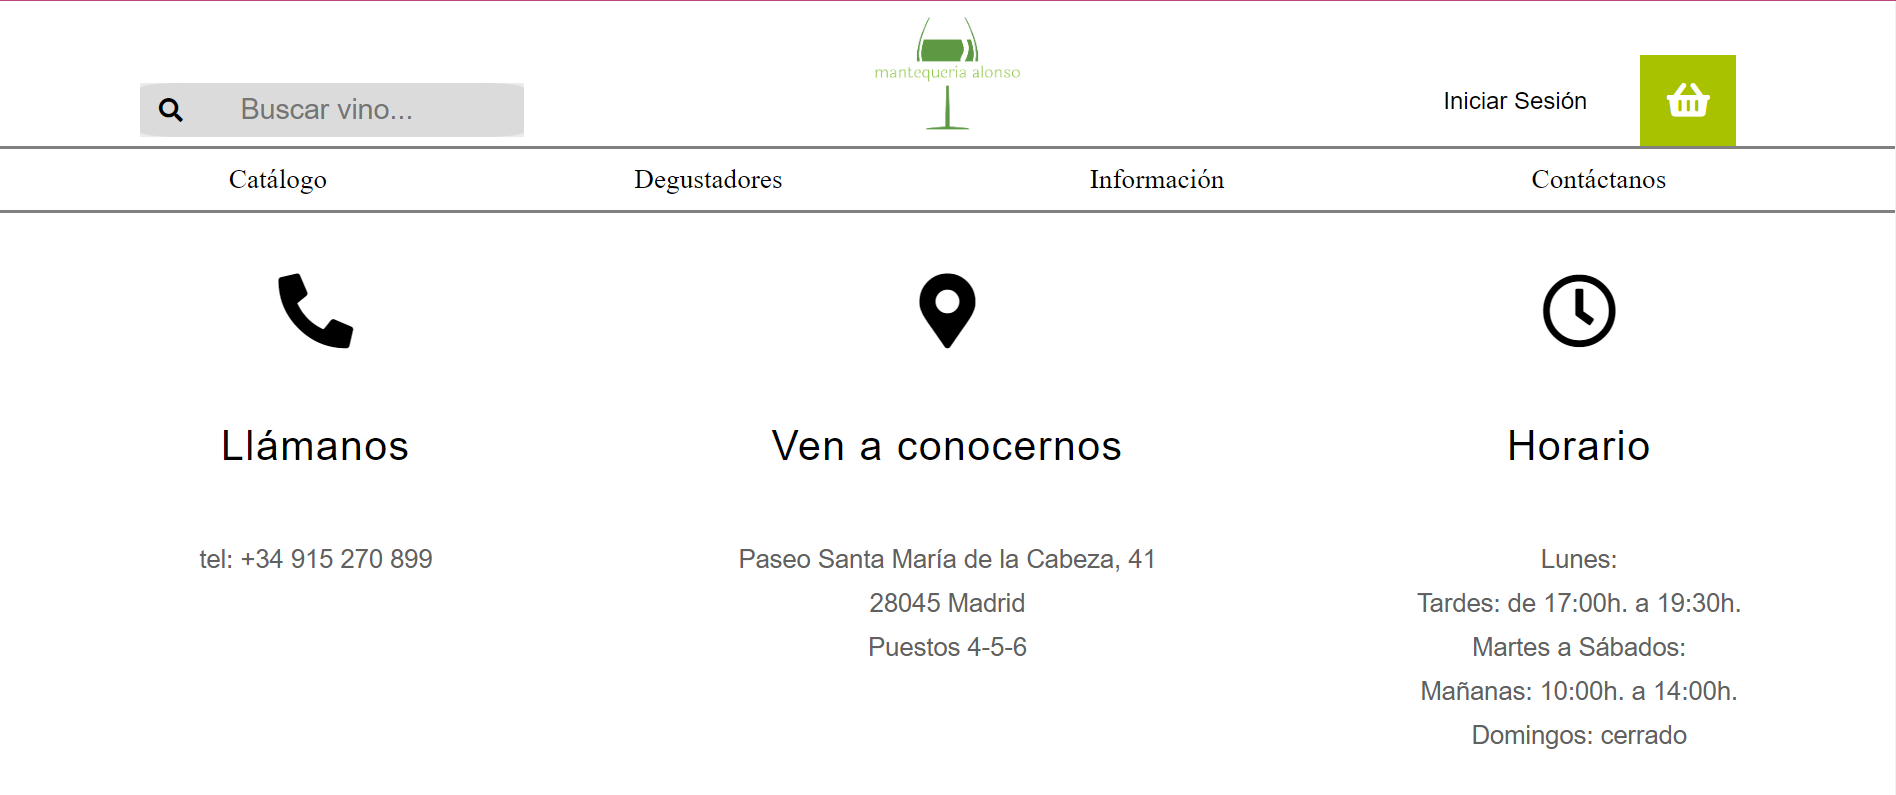 mantequeria alonso
Buscar vino...
Iniciar Sesión
Catálogo
Degustadores
Información
Contáctanos
Llámanos
tel: +34 915 270 899
Ven a conocernos
Paseo Santa María de la Cabeza, 41
28045 Madrid
Puestos 4-5-6
Horario
Lunes:
Tardes: de 17:00h. a 19:30h.
Martes a Sábados:
Mañanas: 10:00h. a 14:00h.
Domingos: cerrado